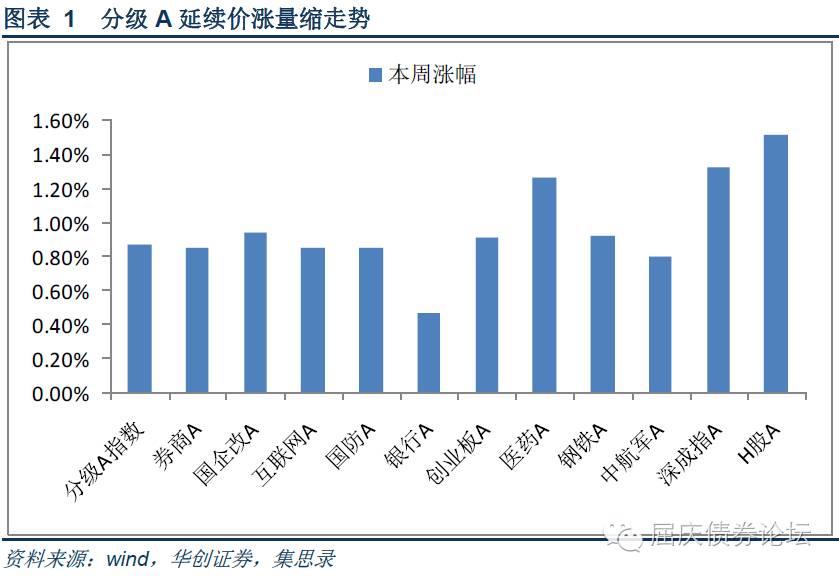 图表 1 分级 A 延续价涨量缩走势
本周涨幅
1.60%
1.40%
1.20%
1.00%
0.80%
0.60%
0.40%
0.20%
0.00%
分级A指数
券商A
国企改A
互联网A
国防A
银行A
创业板A
医药A
钢铁A
中航军A
深成指A
H股A
屈庆债券论坛
资料来源：wind，华创证券，集思录